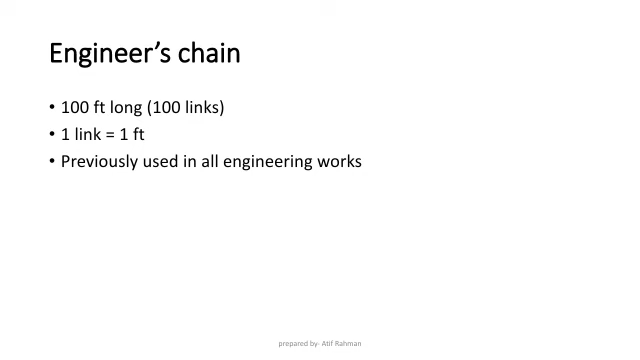 Engineer’s chain
• 100 ft long (100 links)
• 1 link = 1 ft
• Previously used in all engineering works
prepared by- Atif Rahman